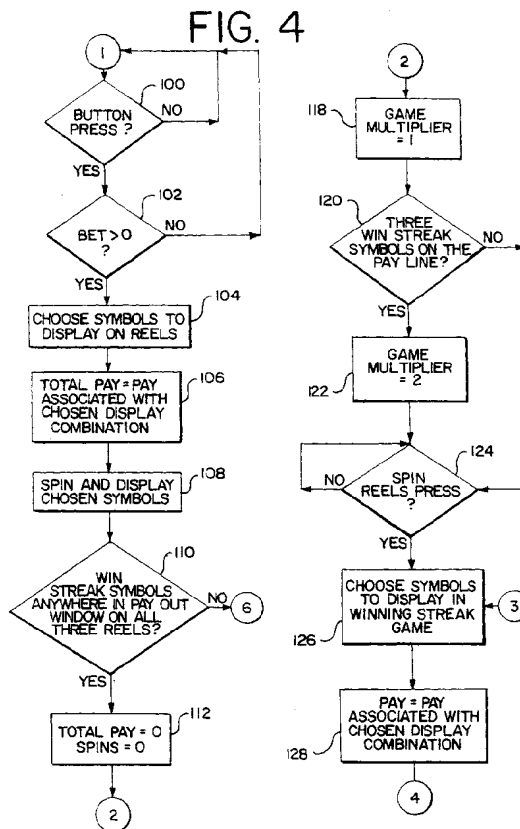 FIG. 4
1
100
BUTTON
PRESS ?
NO
YES
102
BET>0
?
NO
YES
104
CHOOSE SYMBOLS TO
DISPLAY ON REELS
106
TOTAL PAY = PAY
ASSOCIATED WITH
CHOSEN DISPLAY
COMBINATION
108
SPIN AND DISPLAY
CHOSEN SYMBOLS
110
WIN
STREAK SYMBOLS
ANYWHERE IN PAY OUT
WINDOW ON ALL
THREE REELS?
NO
6
YES
112
TOTAL PAY = 0
SPINS = 0
2
2
118
GAME
MULTIPLIER
= 1
120
THREE
WIN STREAK
SYMBOLS ON THE
PAY LINE?
NO
YES
GAME
MULTIPLIER
= 2
122
124
SPIN
REELS PRESS
?
NO
YES
CHOOSE SYMBOLS
TO DISPLAY IN
WINNING STREAK
GAME
3
126
PAY = PAY
ASSOCIATED WITH
CHOSEN DISPLAY
COMBINATION
128
4